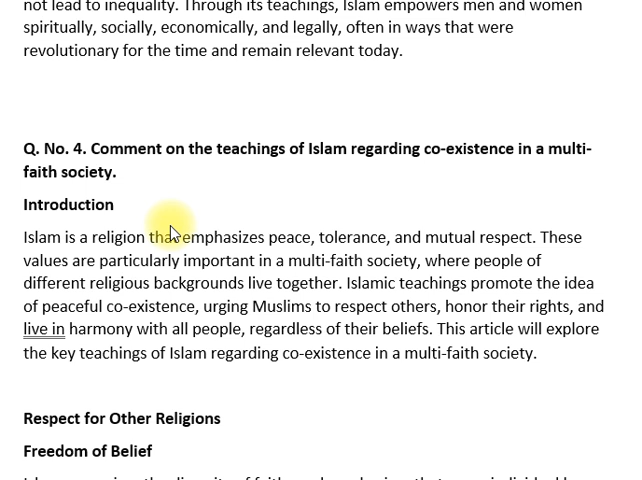 not lead to inequality. Through its teachings, Islam empowers men and women
spiritually, socially, economically, and legally, often in ways that were
revolutionary for the time and remain relevant today.
Q. No. 4. Comment on the teachings of Islam regarding co-existence in a multi-
faith society.
Introduction
Islam is a religion that emphasizes peace, tolerance, and mutual respect. These
values are particularly important in a multi-faith society, where people of
different religious backgrounds live together. Islamic teachings promote the idea
of peaceful co-existence, urging Muslims to respect others, honor their rights, and
live in harmony with all people, regardless of their beliefs. This article will explore
the key teachings of Islam regarding co-existence in a multi-faith society.
Respect for Other Religions
Freedom of Belief